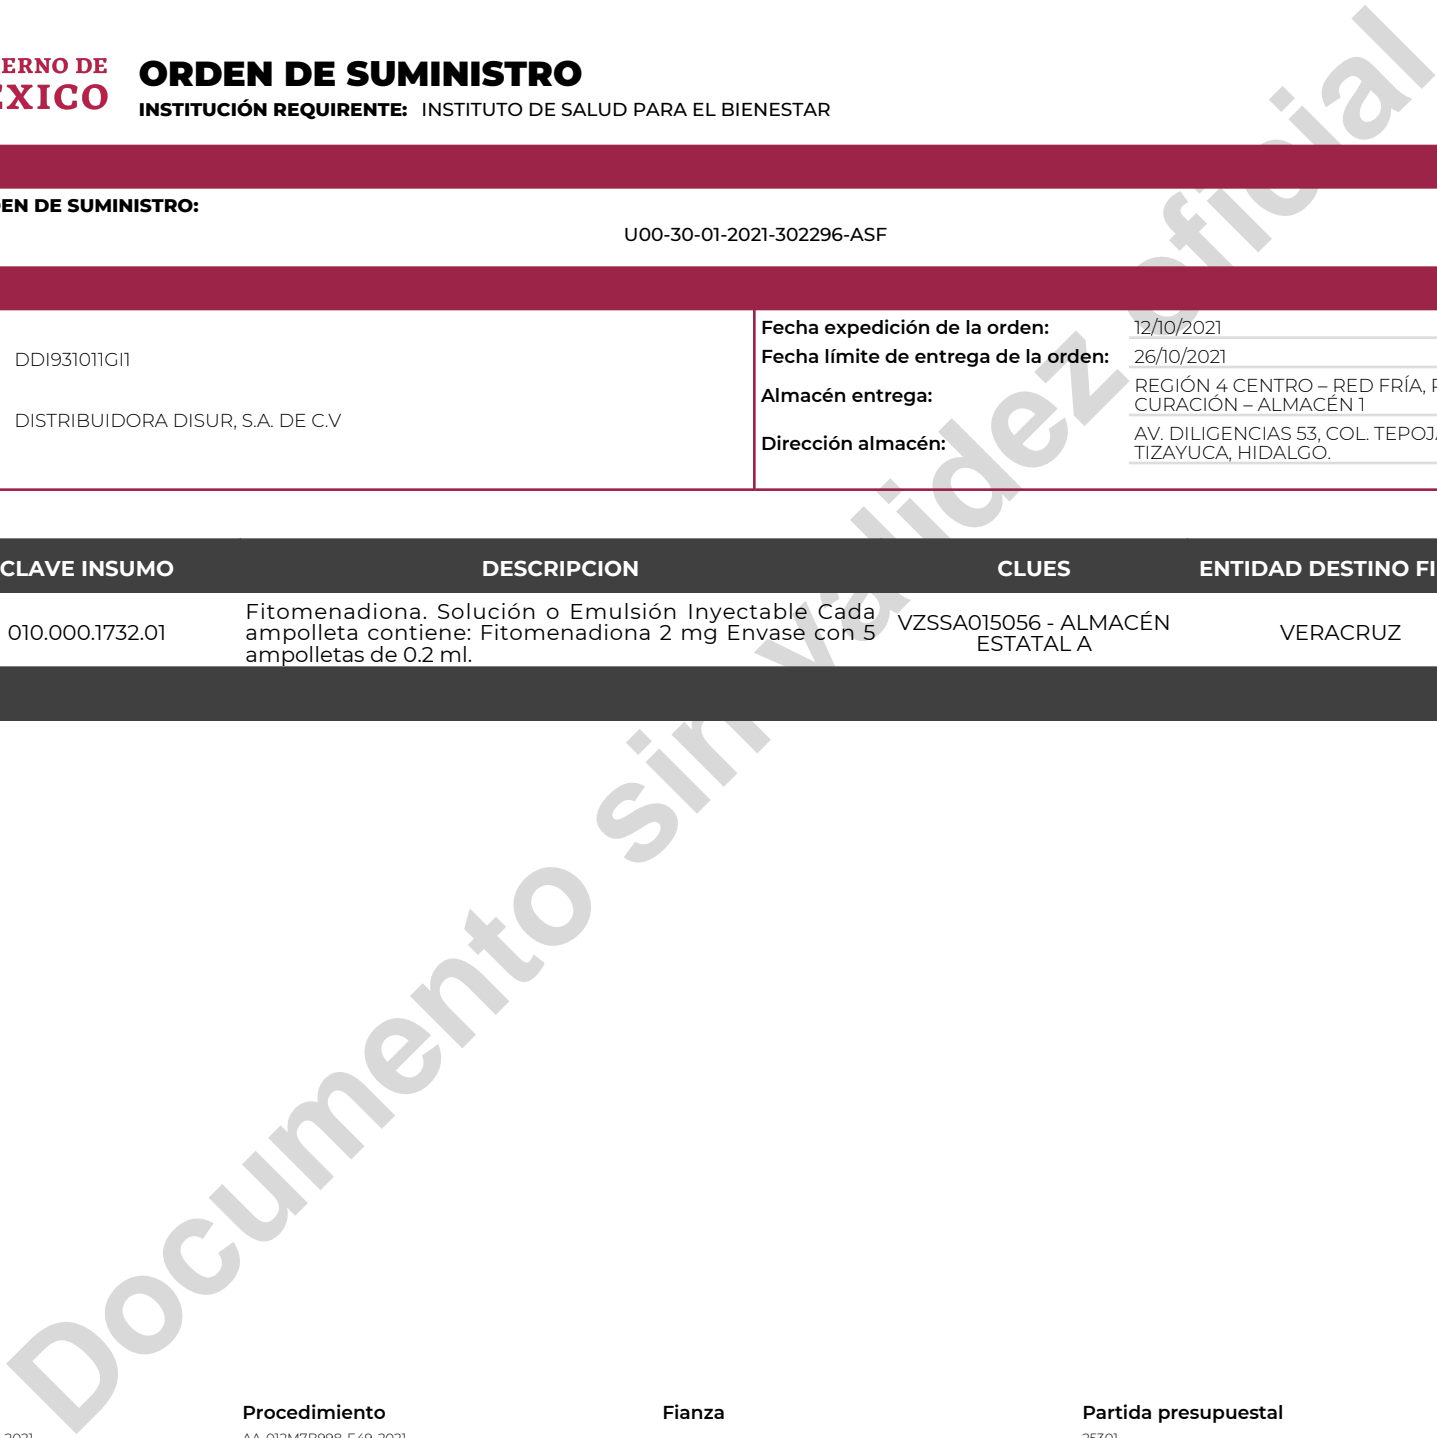 ORDEN DE SUMINISTRO
XICO
INSTITUCIÓN REQUIRENTE: INSTITUTO DE SALUD PARA EL BIENESTAR
DE SUMINISTRO:
U00-30-01-2021-302296-ASF
DDI931011GI1
DISTRIBUIDORA DISUR, S.A. DE C.V
Fecha expedición de la orden: 12/10/2021
Fecha límite de entrega de la orden: 26/10/2021
Almacén entrega:
REGIÓN 4 CENTRO – RED FRÍA,
CURACIÓN – ALMACÉN 1
Dirección almacén:
AV. DILIGENCIAS 53, COL.
TIZAYUCA, HIDALGO.
CLAVE INSUMO DESCRIPCION CLUES ENTIDAD DESTINO
010.000.1732.01
Fitomenadiona. Solución o Emulsión Inyectable Cada
ampolleta contiene: Fitomenadiona 2 mg Envase con 5
ampolletas de 0.2 ml.
VZSSA015056 - ALMACÉN
ESTATAL A
VERACRUZ
Documento sin validez oficial
Procedimiento Fianza Partida presupuestal